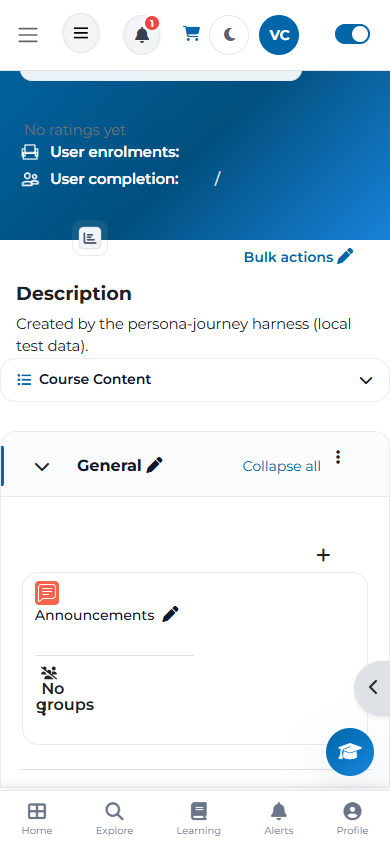 1
VC
No ratings yet
User enrolments:
User completion: /
Bulk actions
Description
Created by the persona-journey harness (local
test data).
Course Content
General
Collapse all
Announcements
No
groups
Home
Explore
Learning
Alerts
Profile